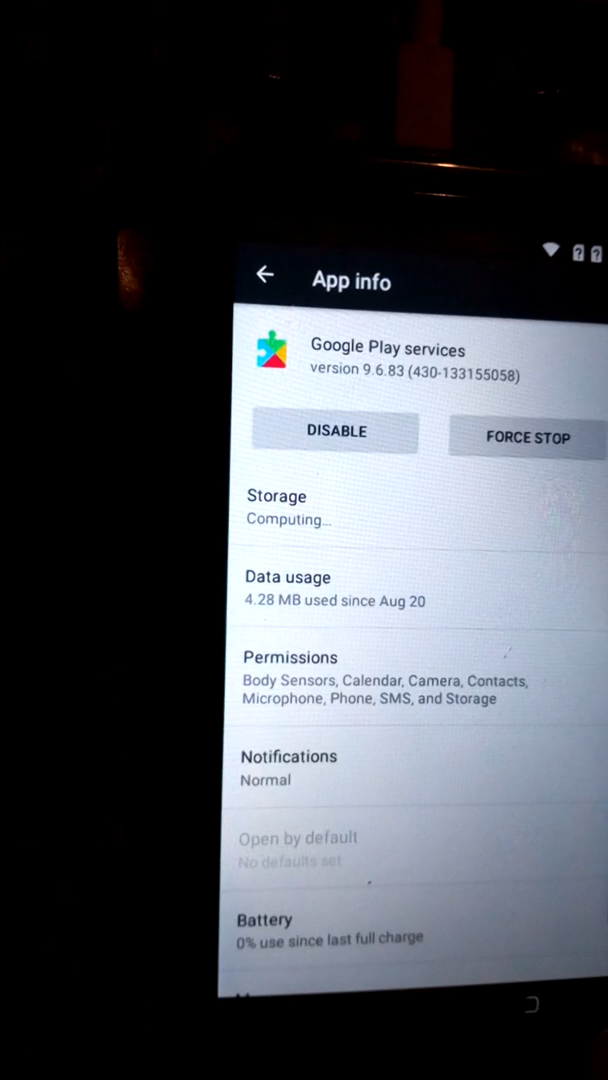 App info
Google Play services
version 9.6.83 (430-133155058)
DISABLE
FORCE STOP
Storage
Computing...
Data usage
4.28 MB used since Aug 20
Permissions
Body Sensors, Calendar, Camera, Contacts,
Microphone, Phone, SMS, and Storage
Notifications
Normal
Open by default
No defaults set
Battery
0% use since last full charge